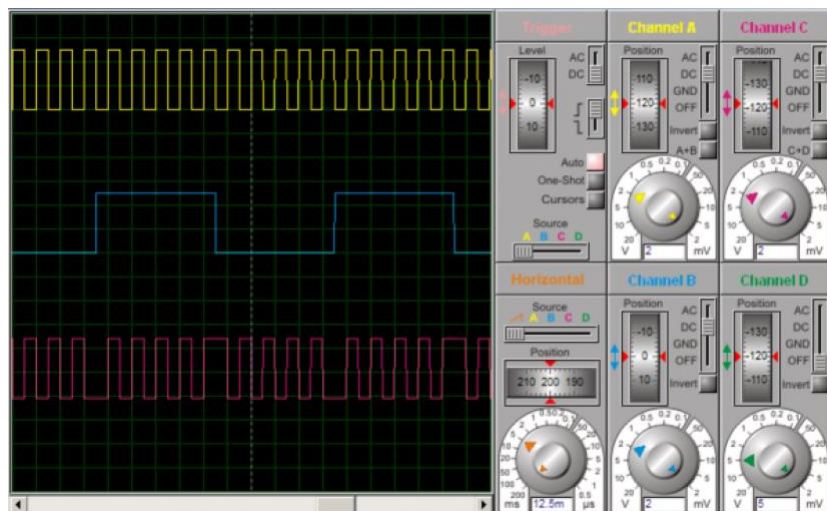 Trigger
Level
-10
0
10
AC
DC
Auto
One-Shot
Cursors
Source
A B C D
Channel A
Position
110
120
130
AC
DC
GND
OFF
Invert
A+B
V 2 mV
Channel C
Position
-130
-120
-110
AC
DC
GND
OFF
Invert
C+D
V 2 mV
Horizontal
Source
A B C D
Position
210 200 190
ms 12.5m µs
Channel B
Position
-10
0
10
AC
DC
GND
OFF
Invert
V 2 mV
Channel D
Position
-130
-120
-110
AC
DC
GND
OFF
Invert
V 5 mV